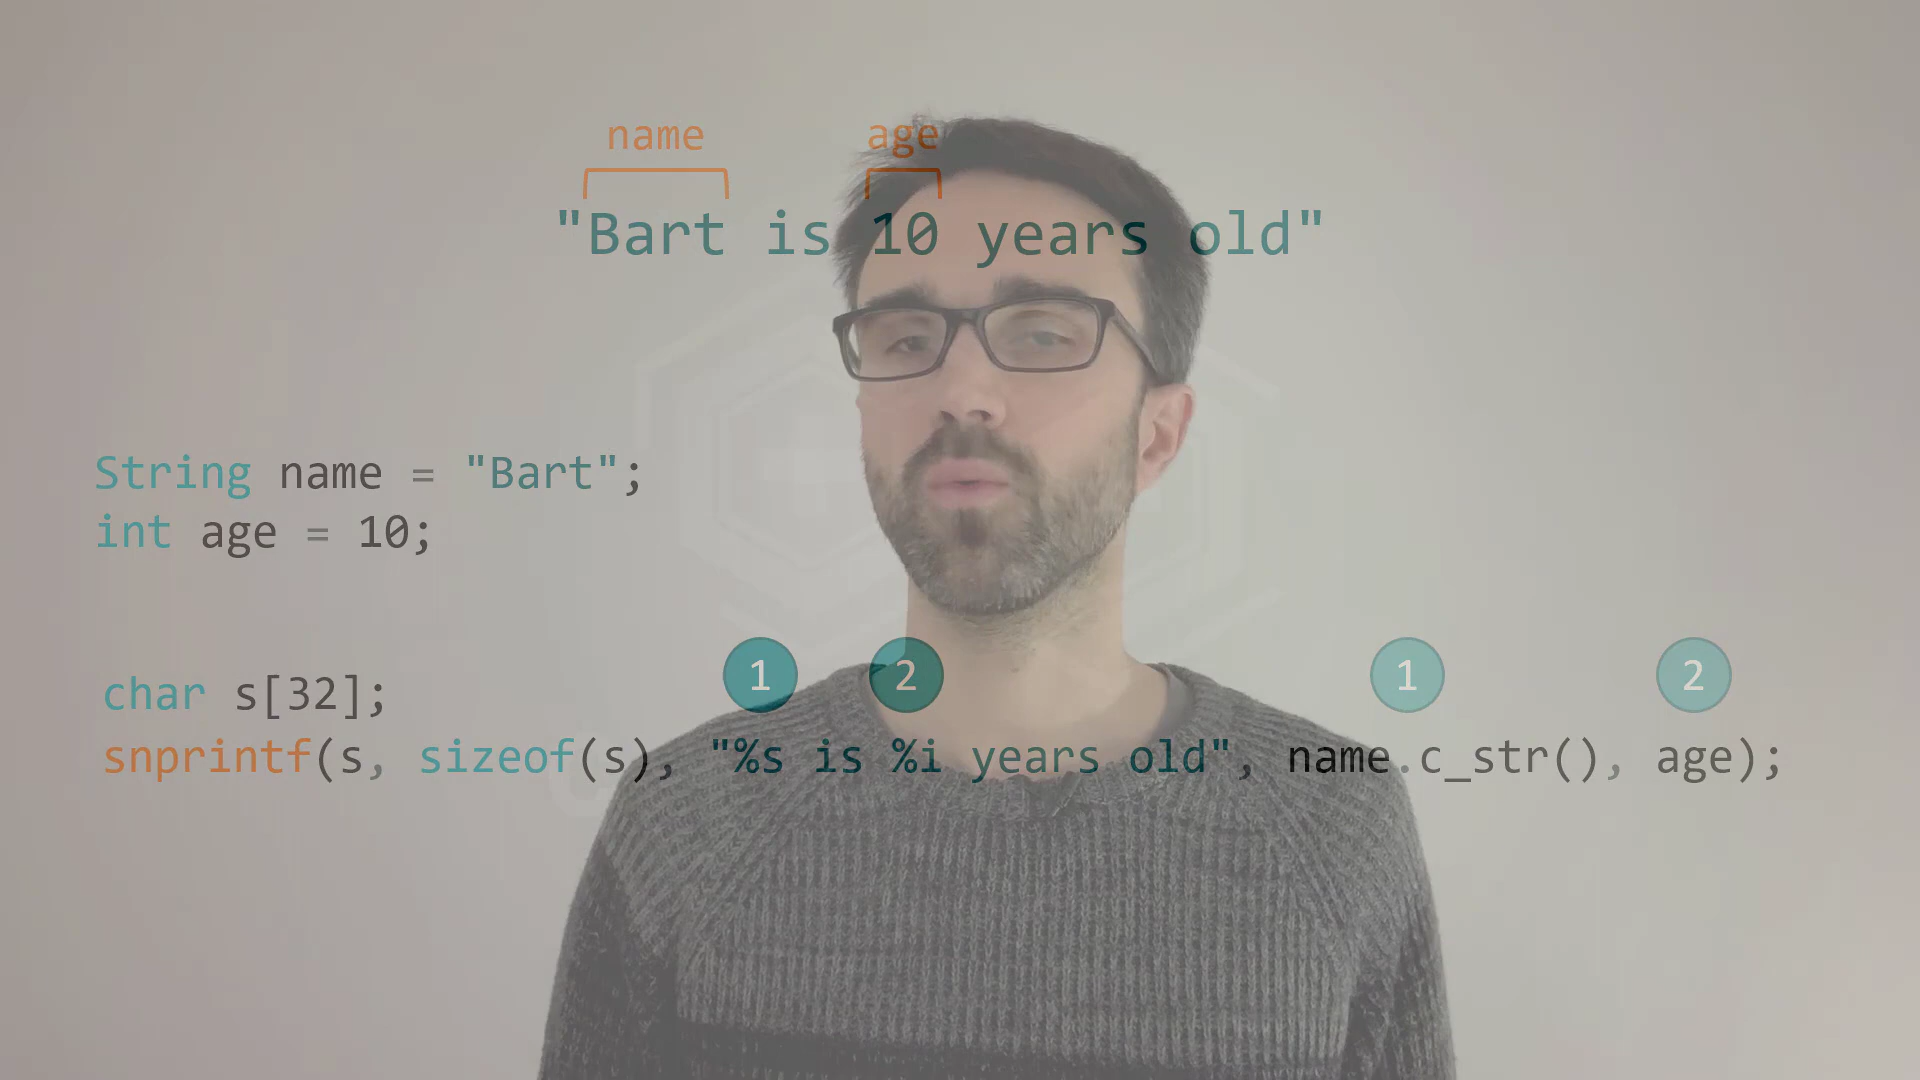 name age
"Bart is 10 years old"
String name = "Bart";
int age = 10;
1 2 1 2
char s[32];
snprintf(s, sizeof(s), "%s is %i years old", name.c_str(), age);